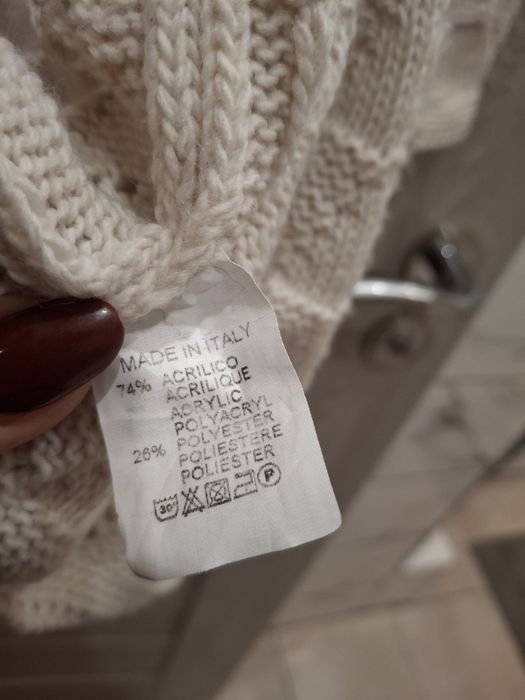 MADE IN ITALY
74% ACRILICO
ACRILIQUE
ACRYLIC
POLYACRYL
POLYESTER
26% POLIESTERE
POLIESTER
30° P